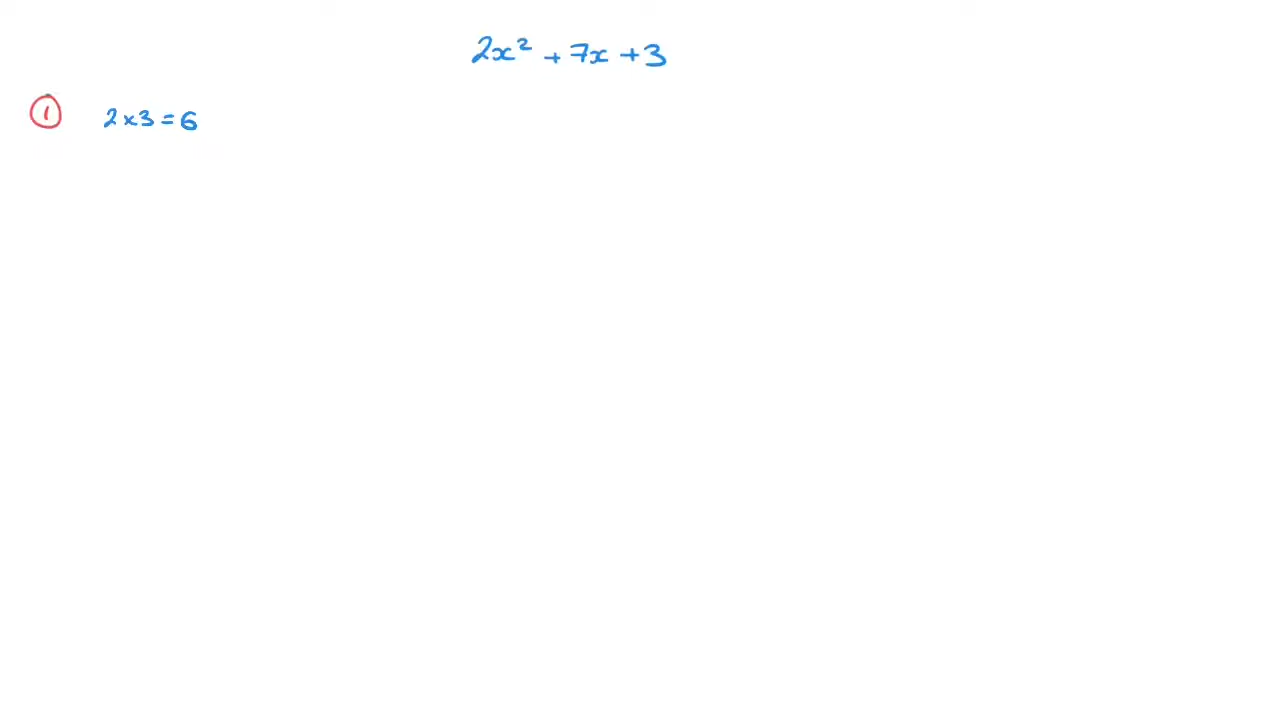 2x² + 7x + 3
① 2 × 3 = 6